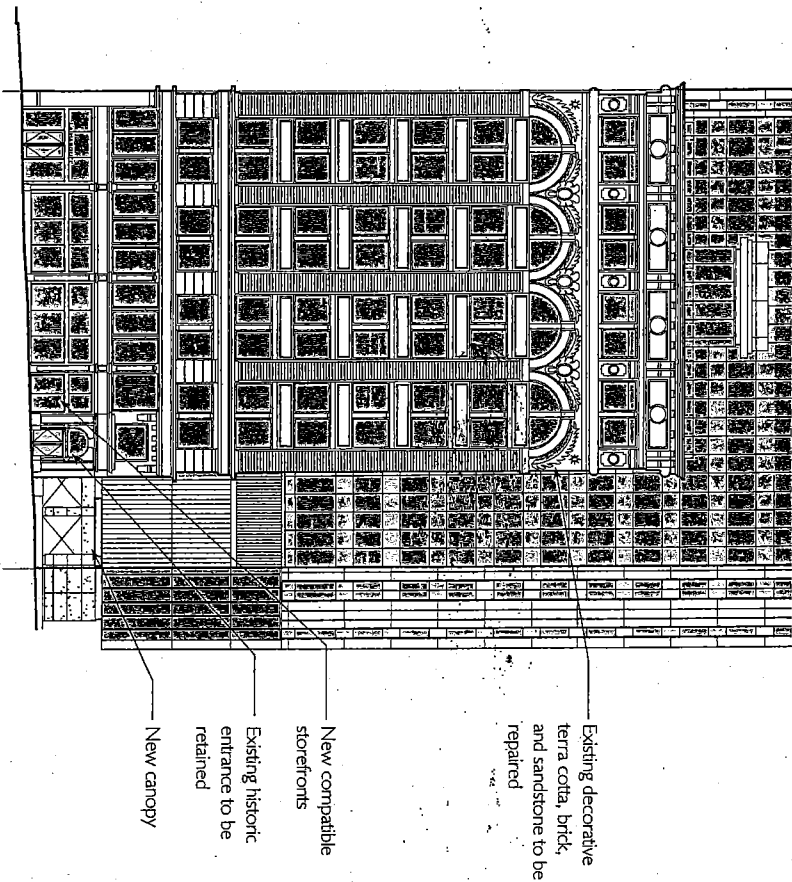 Existing decorative
terra cotta, brick,
and sandstone to be
repaired
New compatible
storefronts
Existing historic
entrance to be
retained
New canopy